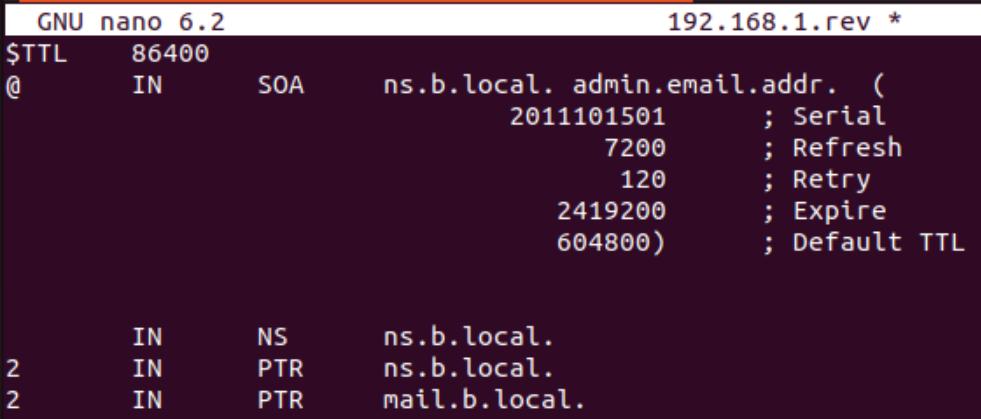 GNU nano 6.2 192.168.1.rev *
$TTL 86400
@ IN SOA ns.b.local. admin.email.addr. (
2011101501 ; Serial
7200 ; Refresh
120 ; Retry
2419200 ; Expire
604800) ; Default TTL
IN NS ns.b.local.
2 IN PTR ns.b.local.
2 IN PTR mail.b.local.